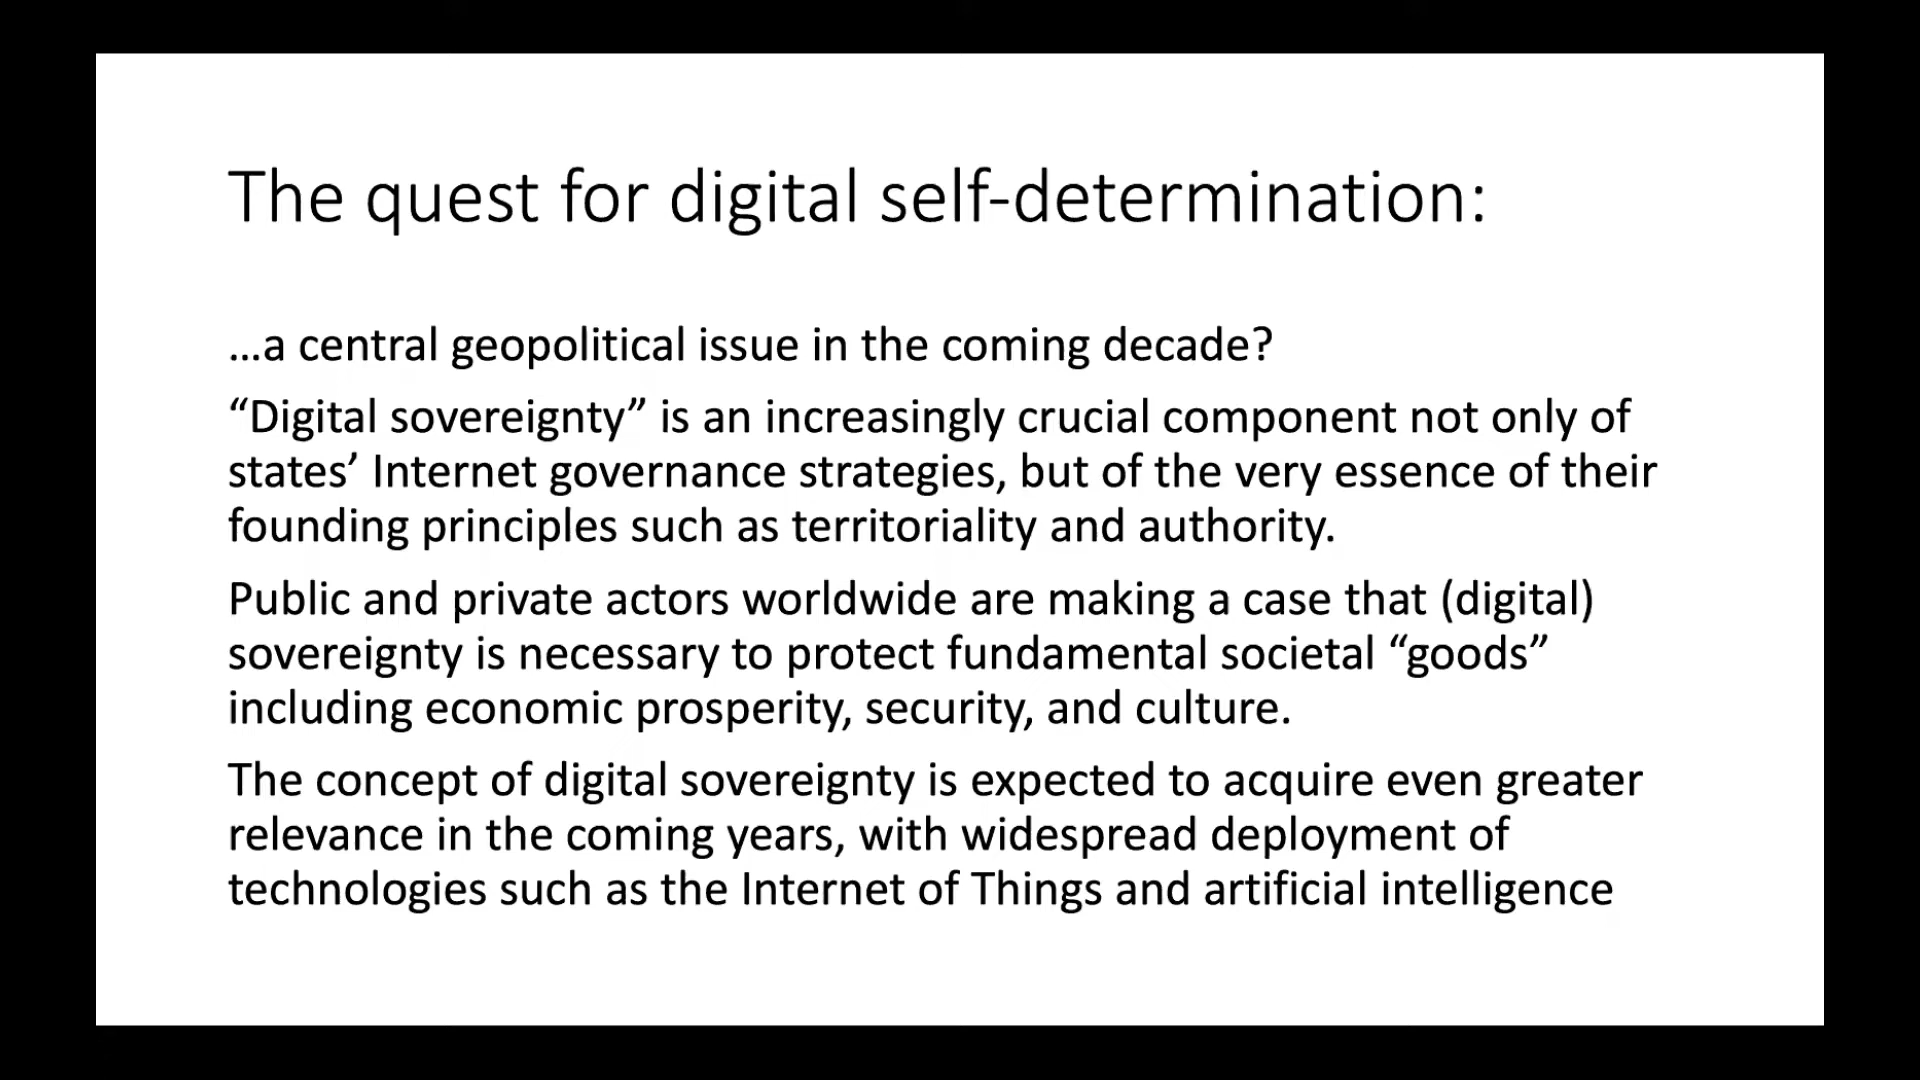 The quest for digital self-determination:
…a central geopolitical issue in the coming decade?
“Digital sovereignty” is an increasingly crucial component not only of
states’ Internet governance strategies, but of the very essence of their
founding principles such as territoriality and authority.
Public and private actors worldwide are making a case that (digital)
sovereignty is necessary to protect fundamental societal “goods”
including economic prosperity, security, and culture.
The concept of digital sovereignty is expected to acquire even greater
relevance in the coming years, with widespread deployment of
technologies such as the Internet of Things and artificial intelligence